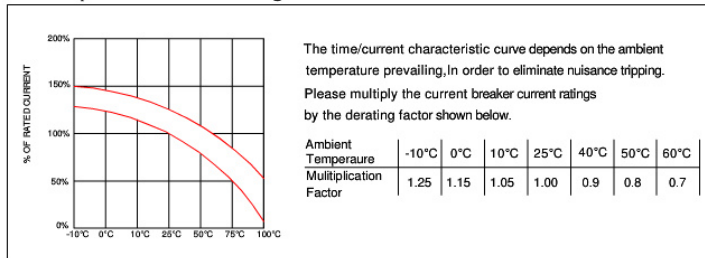 200%
150%
100%
50%
0%
% OF RATED CURRENT
-10°C 0°C 10°C 25°C 50°C 75°C 100°C
The time/current characteristic curve depends on the ambient
temperature prevailing,In order to eliminate nuisance tripping.
Please multiply the current breaker current ratings
by the derating factor shown below.
Ambient
Temperaure -10°C 0°C 10°C 25°C 40°C 50°C 60°C
Mulitiplication
Factor 1.25 1.15 1.05 1.00 0.9 0.8 0.7